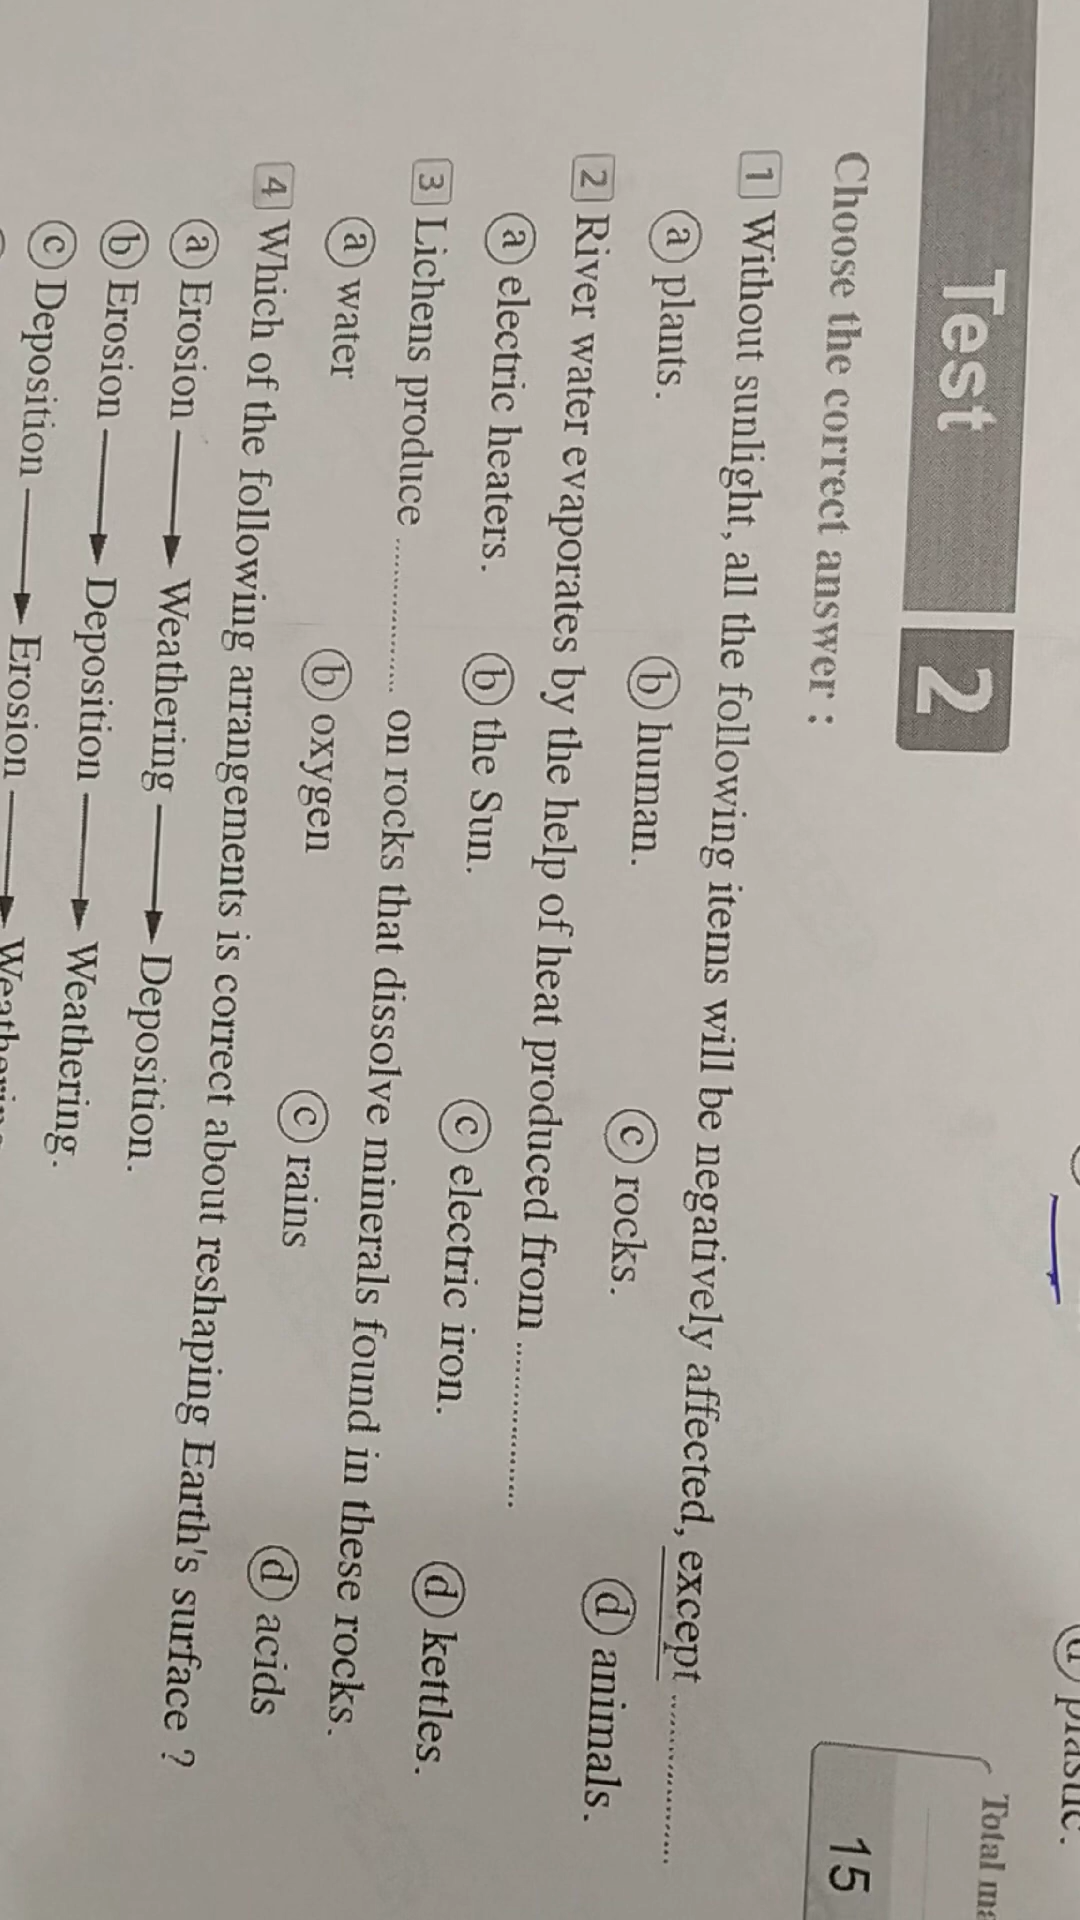 plastic.
Test 2
Total
15
Choose the correct answer :
1 Without sunlight, all the following items will be negatively affected, except ...............
a plants. b human. c rocks. d animals.
2 River water evaporates by the help of heat produced from ...............
a electric heaters. b the Sun. c electric iron. d kettles.
3 Lichens produce ............... on rocks that dissolve minerals found in these rocks.
a water b oxygen c rains d acids
4 Which of the following arrangements is correct about reshaping Earth's surface ?
a Erosion → Weathering → Deposition.
b Erosion → Deposition → Weathering.
c Deposition → Erosion →